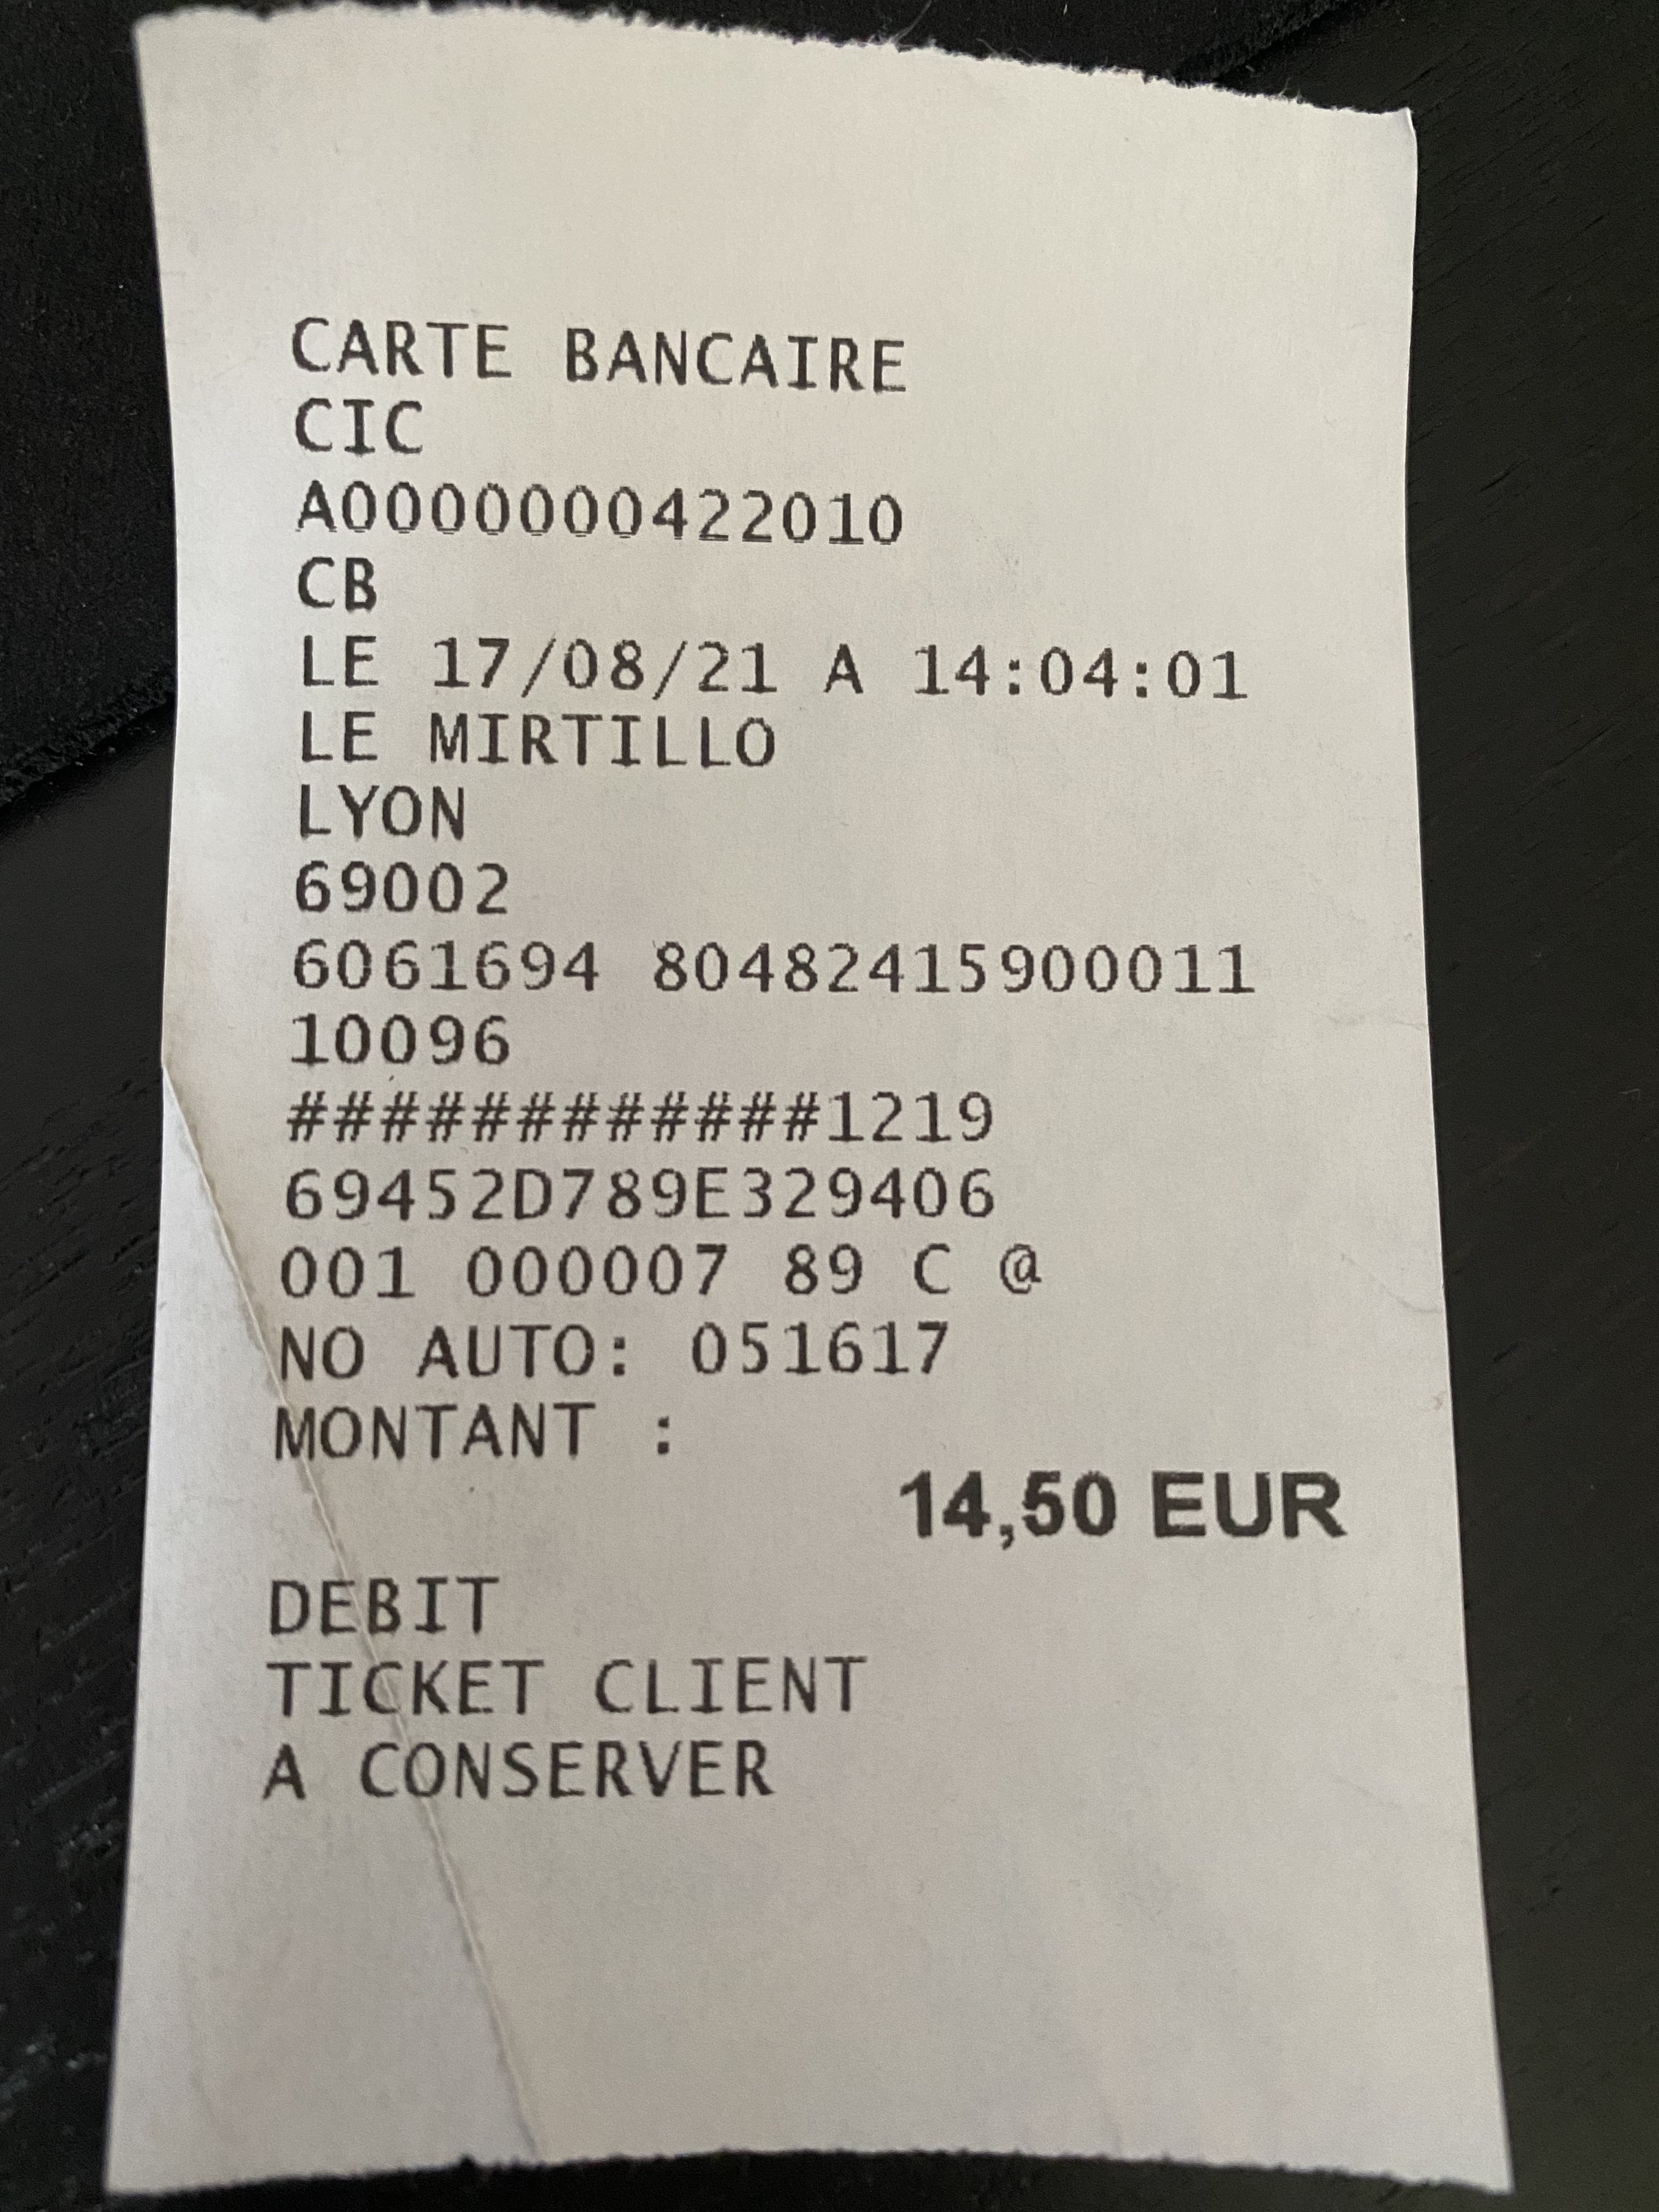 CARTE BANCAIRE
CIC
A0000000422010
CB
LE 17/08/21 A 14:04:01
LE MIRTILLO
LYON
69002
6061694 80482415900011
10096
############1219
69452D789E329406
001 000007 89 C @
NO AUTO: 051617
MONTANT :
14,50 EUR
DEBIT
TICKET CLIENT
A CONSERVER